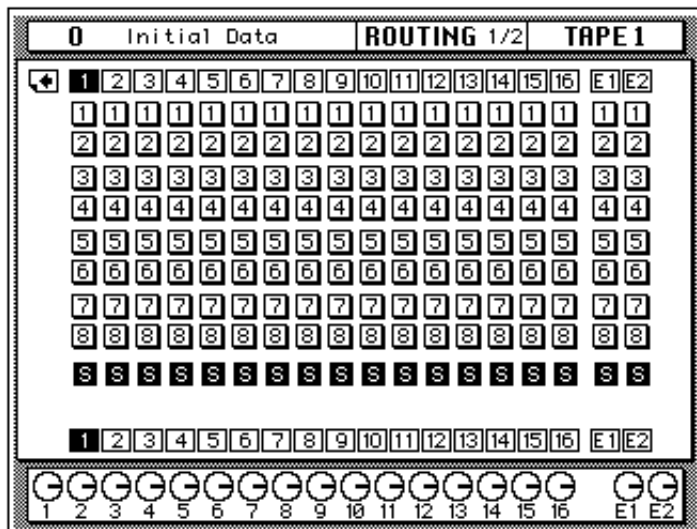 0 Initial Data ROUTING 1/2 TAPE 1
1 2 3 4 5 6 7 8 9 10 11 12 13 14 15 16 E1 E2
1 1 1 1 1 1 1 1 1 1 1 1 1 1 1 1 1 1
2 2 2 2 2 2 2 2 2 2 2 2 2 2 2 2 2 2
3 3 3 3 3 3 3 3 3 3 3 3 3 3 3 3 3 3
4 4 4 4 4 4 4 4 4 4 4 4 4 4 4 4 4 4
5 5 5 5 5 5 5 5 5 5 5 5 5 5 5 5 5 5
6 6 6 6 6 6 6 6 6 6 6 6 6 6 6 6 6 6
7 7 7 7 7 7 7 7 7 7 7 7 7 7 7 7 7 7
8 8 8 8 8 8 8 8 8 8 8 8 8 8 8 8 8 8
S S S S S S S S S S S S S S S S S S
1 2 3 4 5 6 7 8 9 10 11 12 13 14 15 16 E1 E2
1 2 3 4 5 6 7 8 9 10 11 12 13 14 15 16 E1 E2